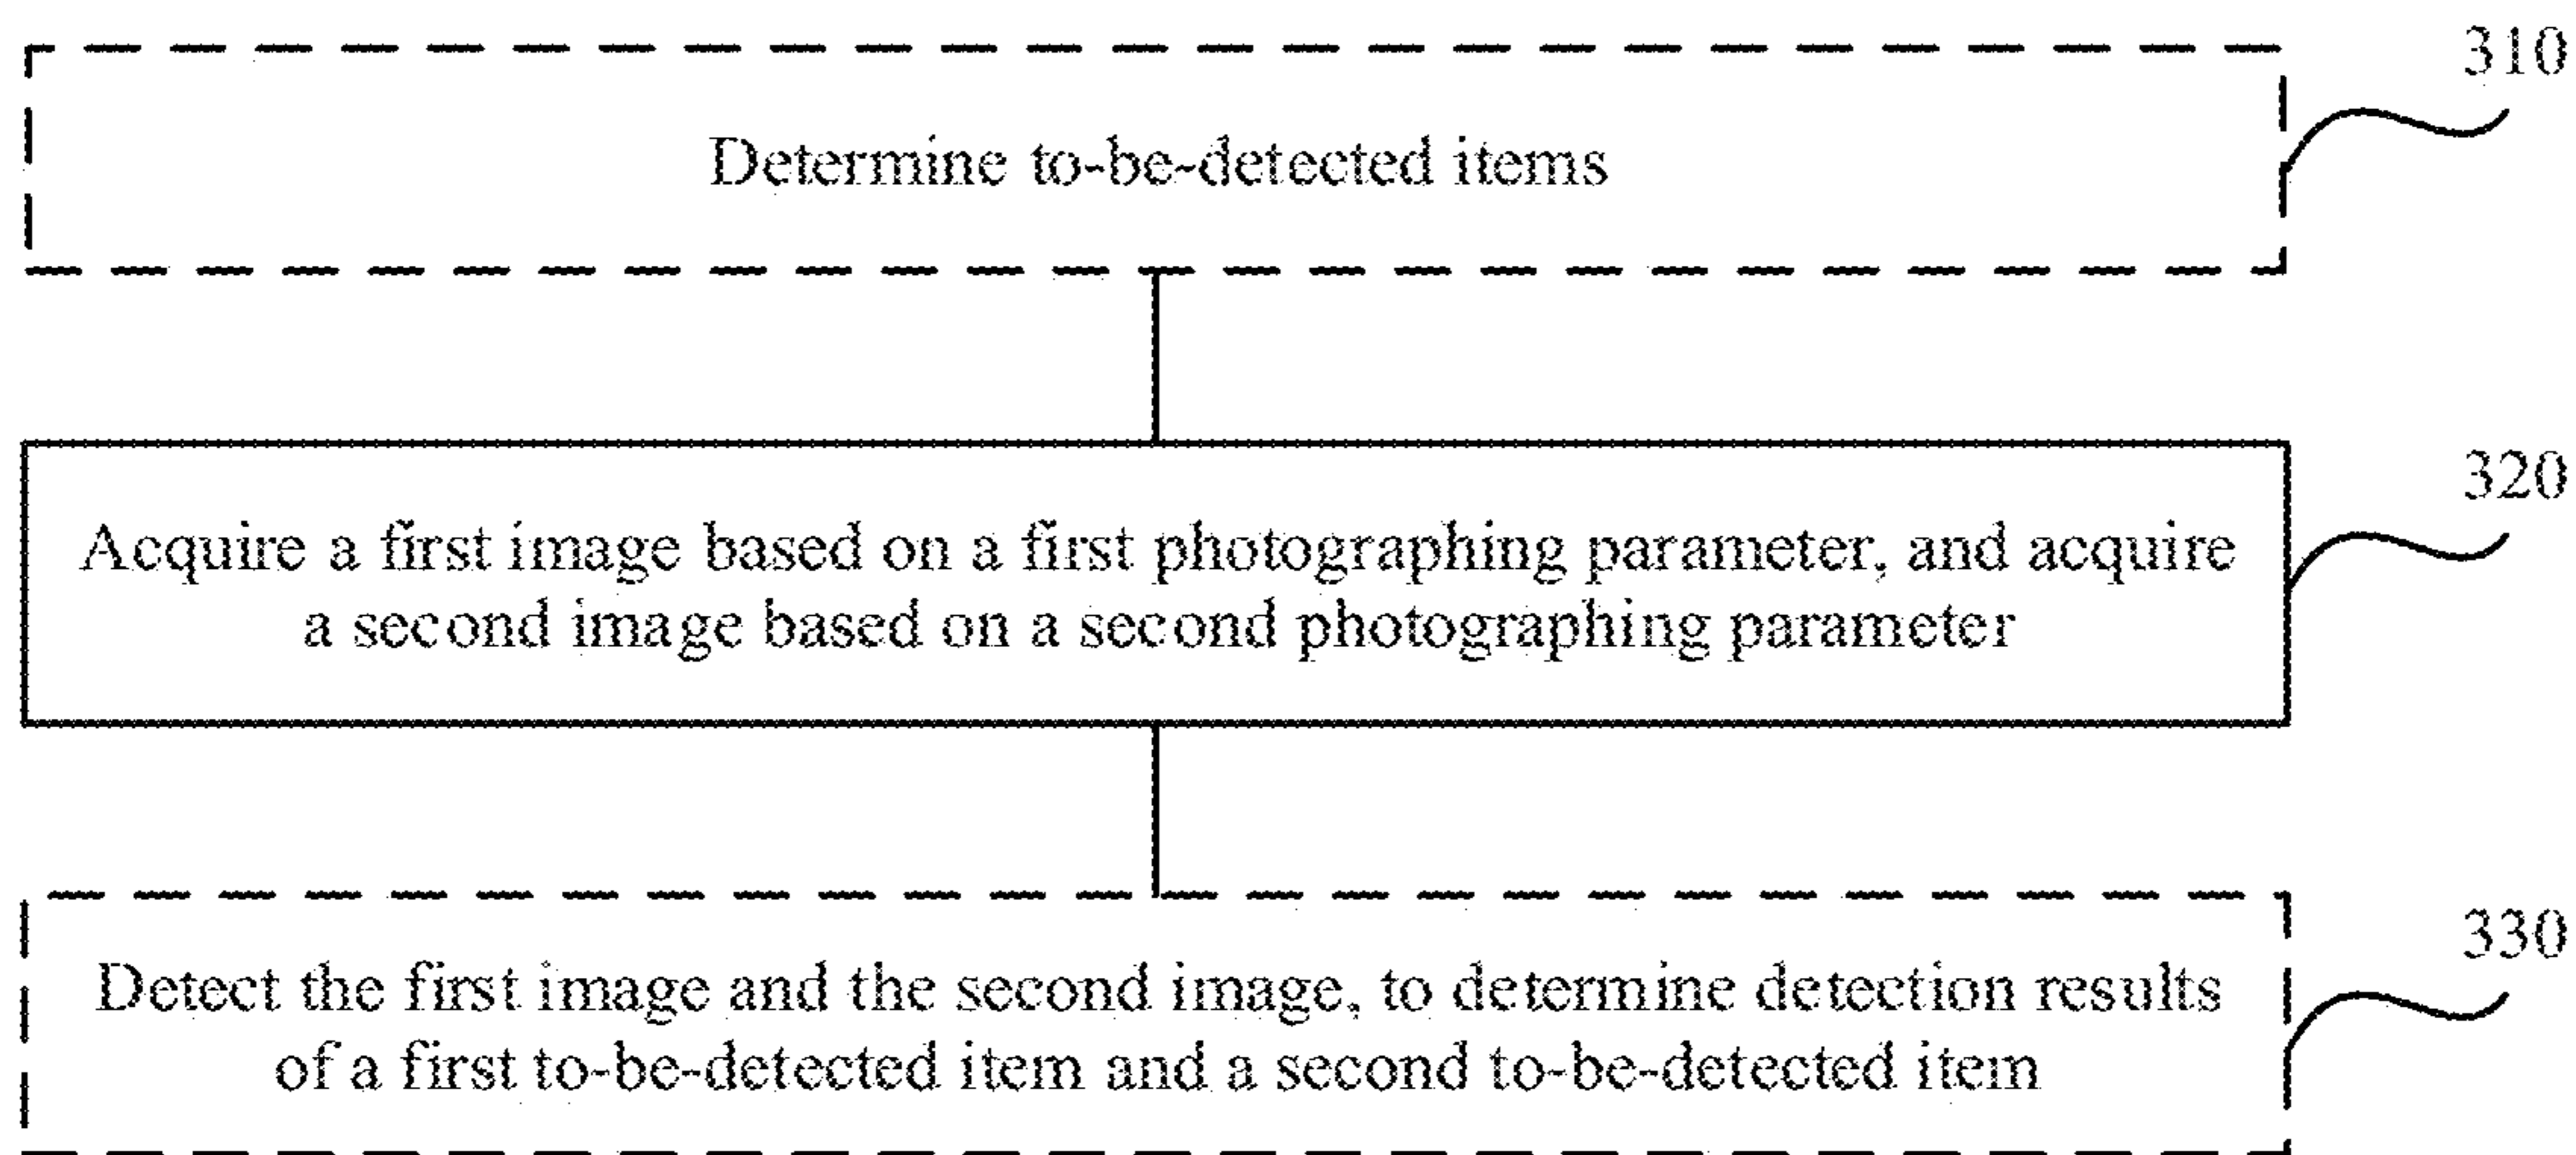 310
Determine to-be-detected items
320
Acquire a first image based on a first photographing parameter, and acquire
a second image based on a second photographing parameter
330
Detect the first image and the second image, to determine detection results
of a first to-be-detected item and a second to-be-detected item